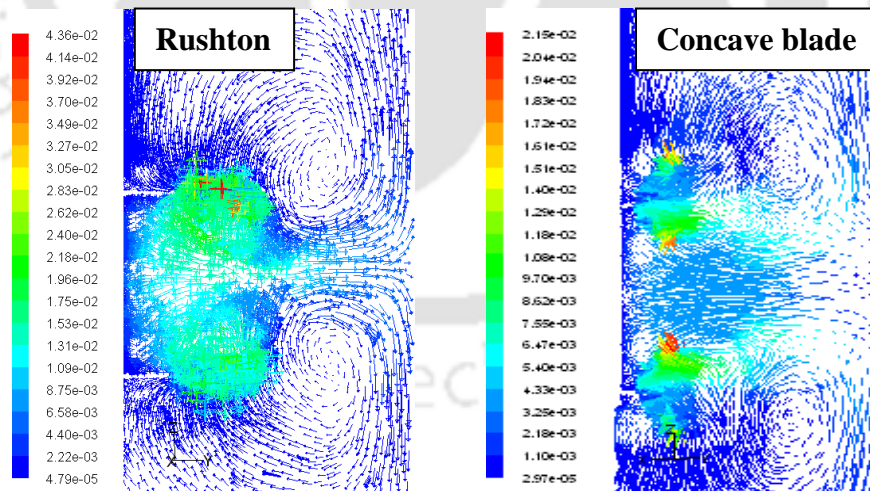 Rushton
4.36e-02
4.14e-02
3.92e-02
3.70e-02
3.49e-02
3.27e-02
3.05e-02
2.83e-02
2.62e-02
2.40e-02
2.18e-02
1.96e-02
1.75e-02
1.53e-02
1.31e-02
1.09e-02
8.75e-03
6.58e-03
4.40e-03
2.22e-03
4.79e-05
Z
X Y
Concave blade
2.15e-02
2.04e-02
1.94e-02
1.83e-02
1.72e-02
1.61e-02
1.51e-02
1.40e-02
1.29e-02
1.18e-02
1.08e-02
9.70e-03
8.62e-03
7.55e-03
6.47e-03
5.40e-03
4.33e-03
3.25e-03
2.18e-03
1.10e-03
2.97e-05
Z